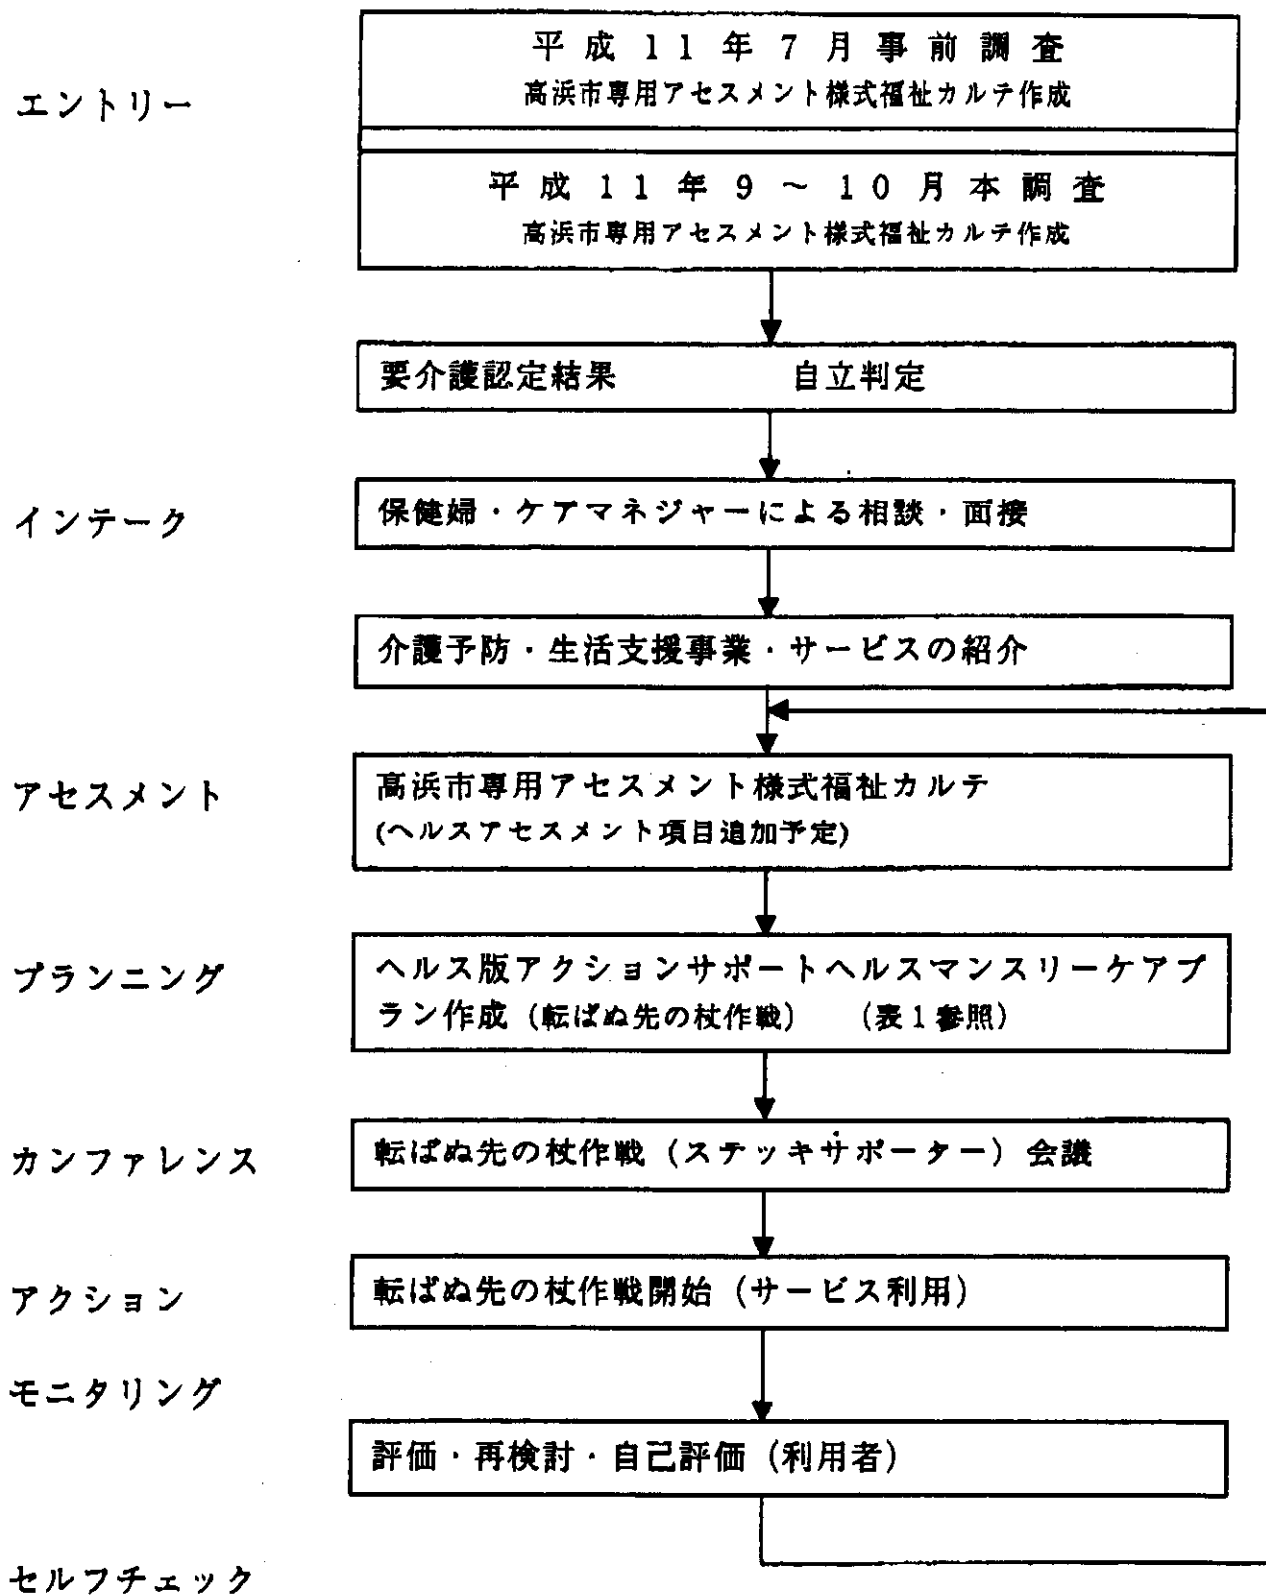 平成11年7月事前調査
エントリー
高浜市専用アセスメント様式福祉カルテ作成
平成11年9～10月本調査
高浜市専用アセスメント様式福祉カルテ作成
要介護認定結果　自立判定
インテーク
保健婦・ケアマネジャーによる相談・面接
介護予防・生活支援事業・サービスの紹介
アセスメント
高浜市専用アセスメント様式福祉カルテ
(ヘルスアセスメント項目追加予定)
プランニング
ヘルス版アクションサポートヘルスマンスリーケアプ
ラン作成（転ばぬ先の杖作戦）　（表1参照）
カンファレンス
転ばぬ先の杖作戦（ステッキサポーター）会議
アクション
転ばぬ先の杖作戦開始（サービス利用）
モニタリング
評価・再検討・自己評価（利用者）
セルフチェック